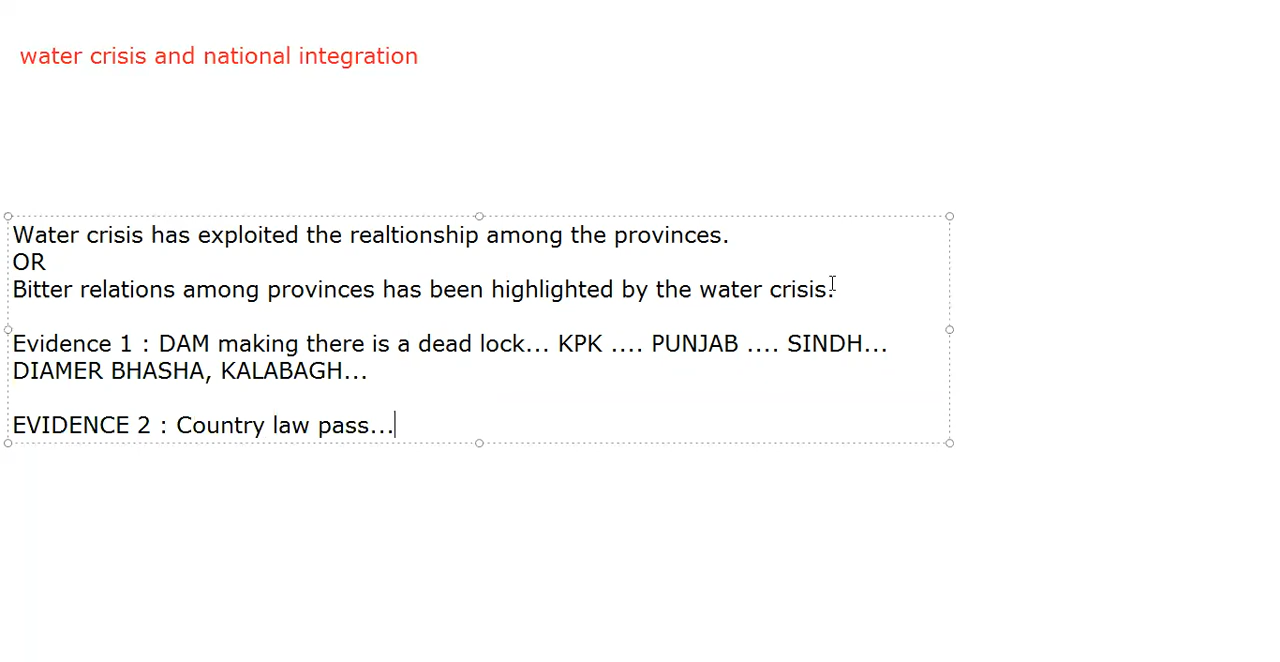 water crisis and national integration
Water crisis has exploited the realtionship among the provinces.
OR
Bitter relations among provinces has been highlighted by the water crisis.
Evidence 1 : DAM making there is a dead lock... KPK .... PUNJAB .... SINDH...
DIAMER BHASHA, KALABAGH...
EVIDENCE 2 : Country law pass...